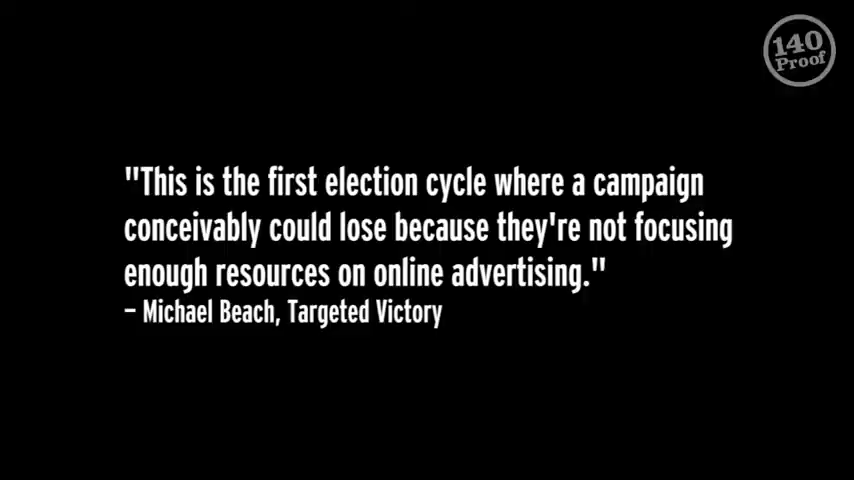 140
Proof
"This is the first election cycle where a campaign
conceivably could lose because they're not focusing
enough resources on online advertising."
– Michael Beach, Targeted Victory